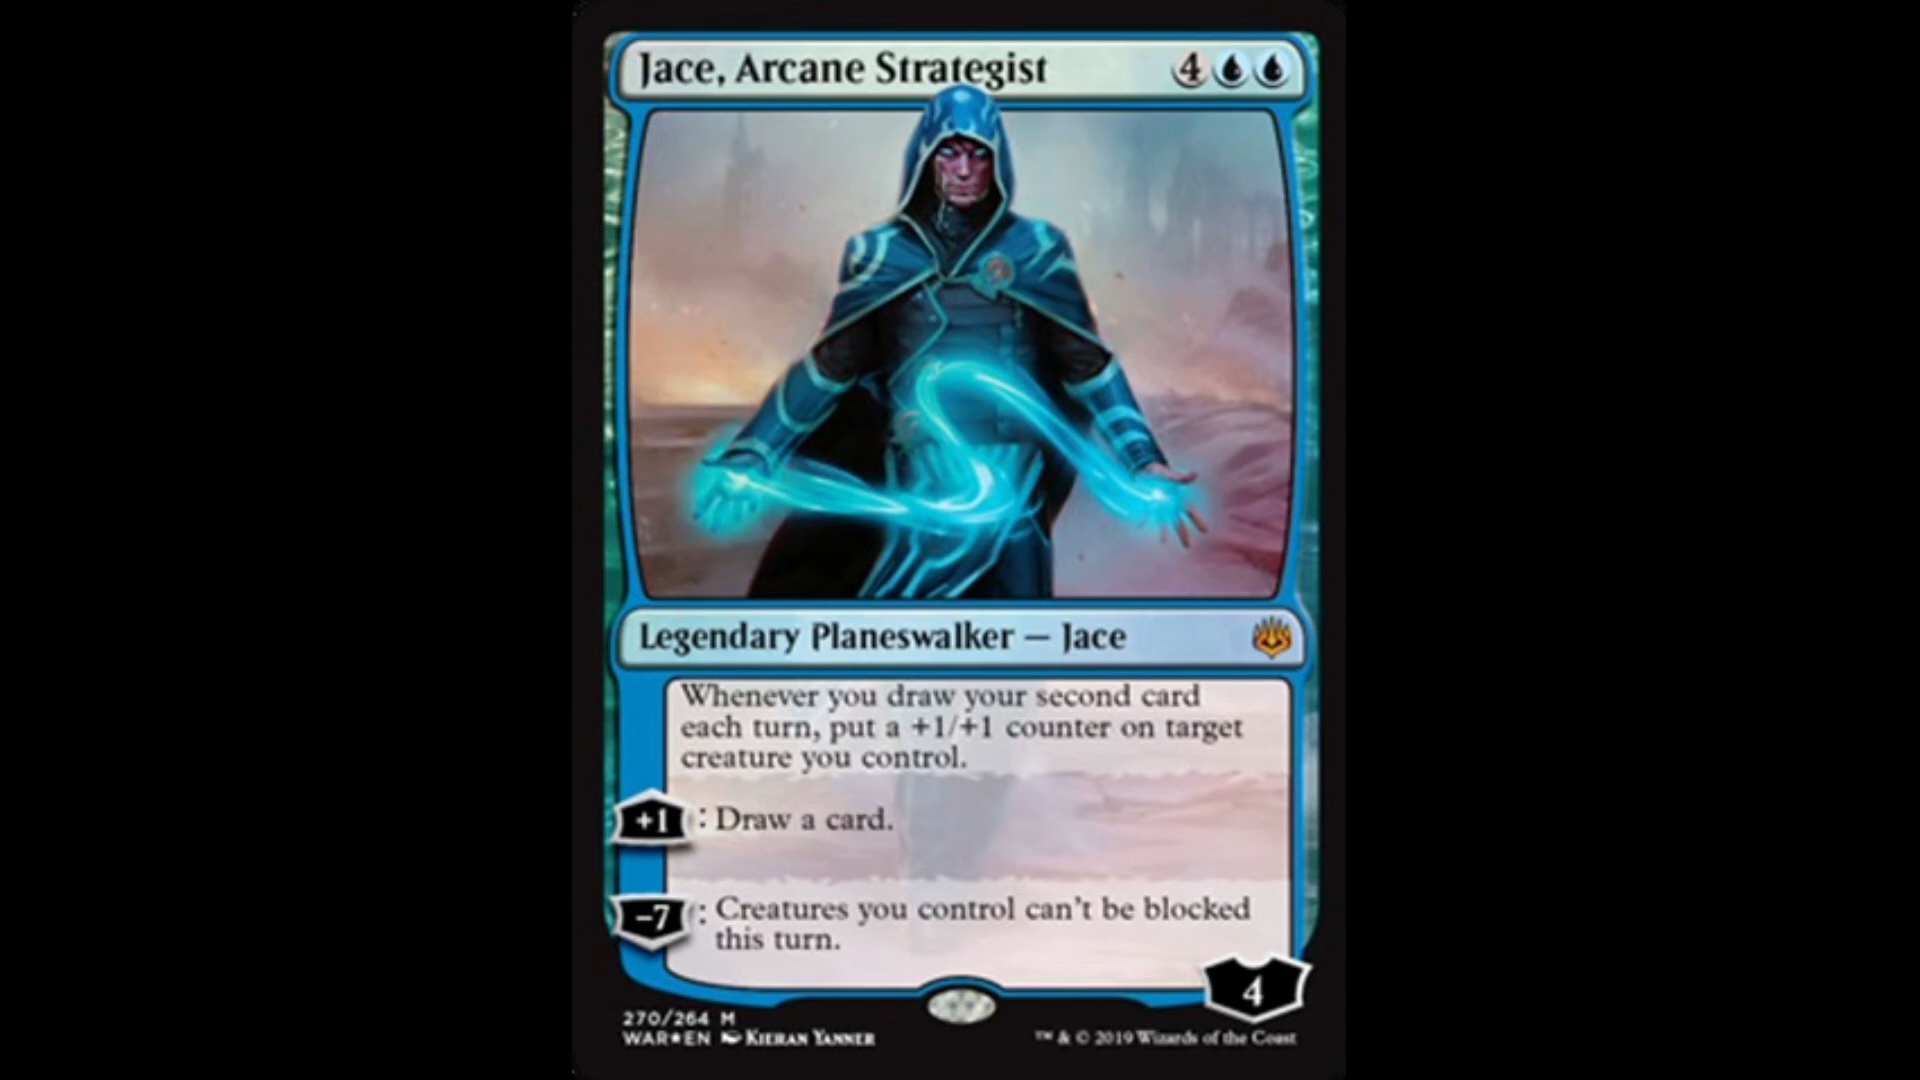 Jace, Arcane Strategist 4
Legendary Planeswalker — Jace
Whenever you draw your second card
each turn, put a +1/+1 counter on target
creature you control.
+1 : Draw a card.
−7 : Creatures you control can't be blocked
this turn.
4
270/264 M
WAR★EN KIERAN YANNER
™ & © 2019 Wizards of the Coast